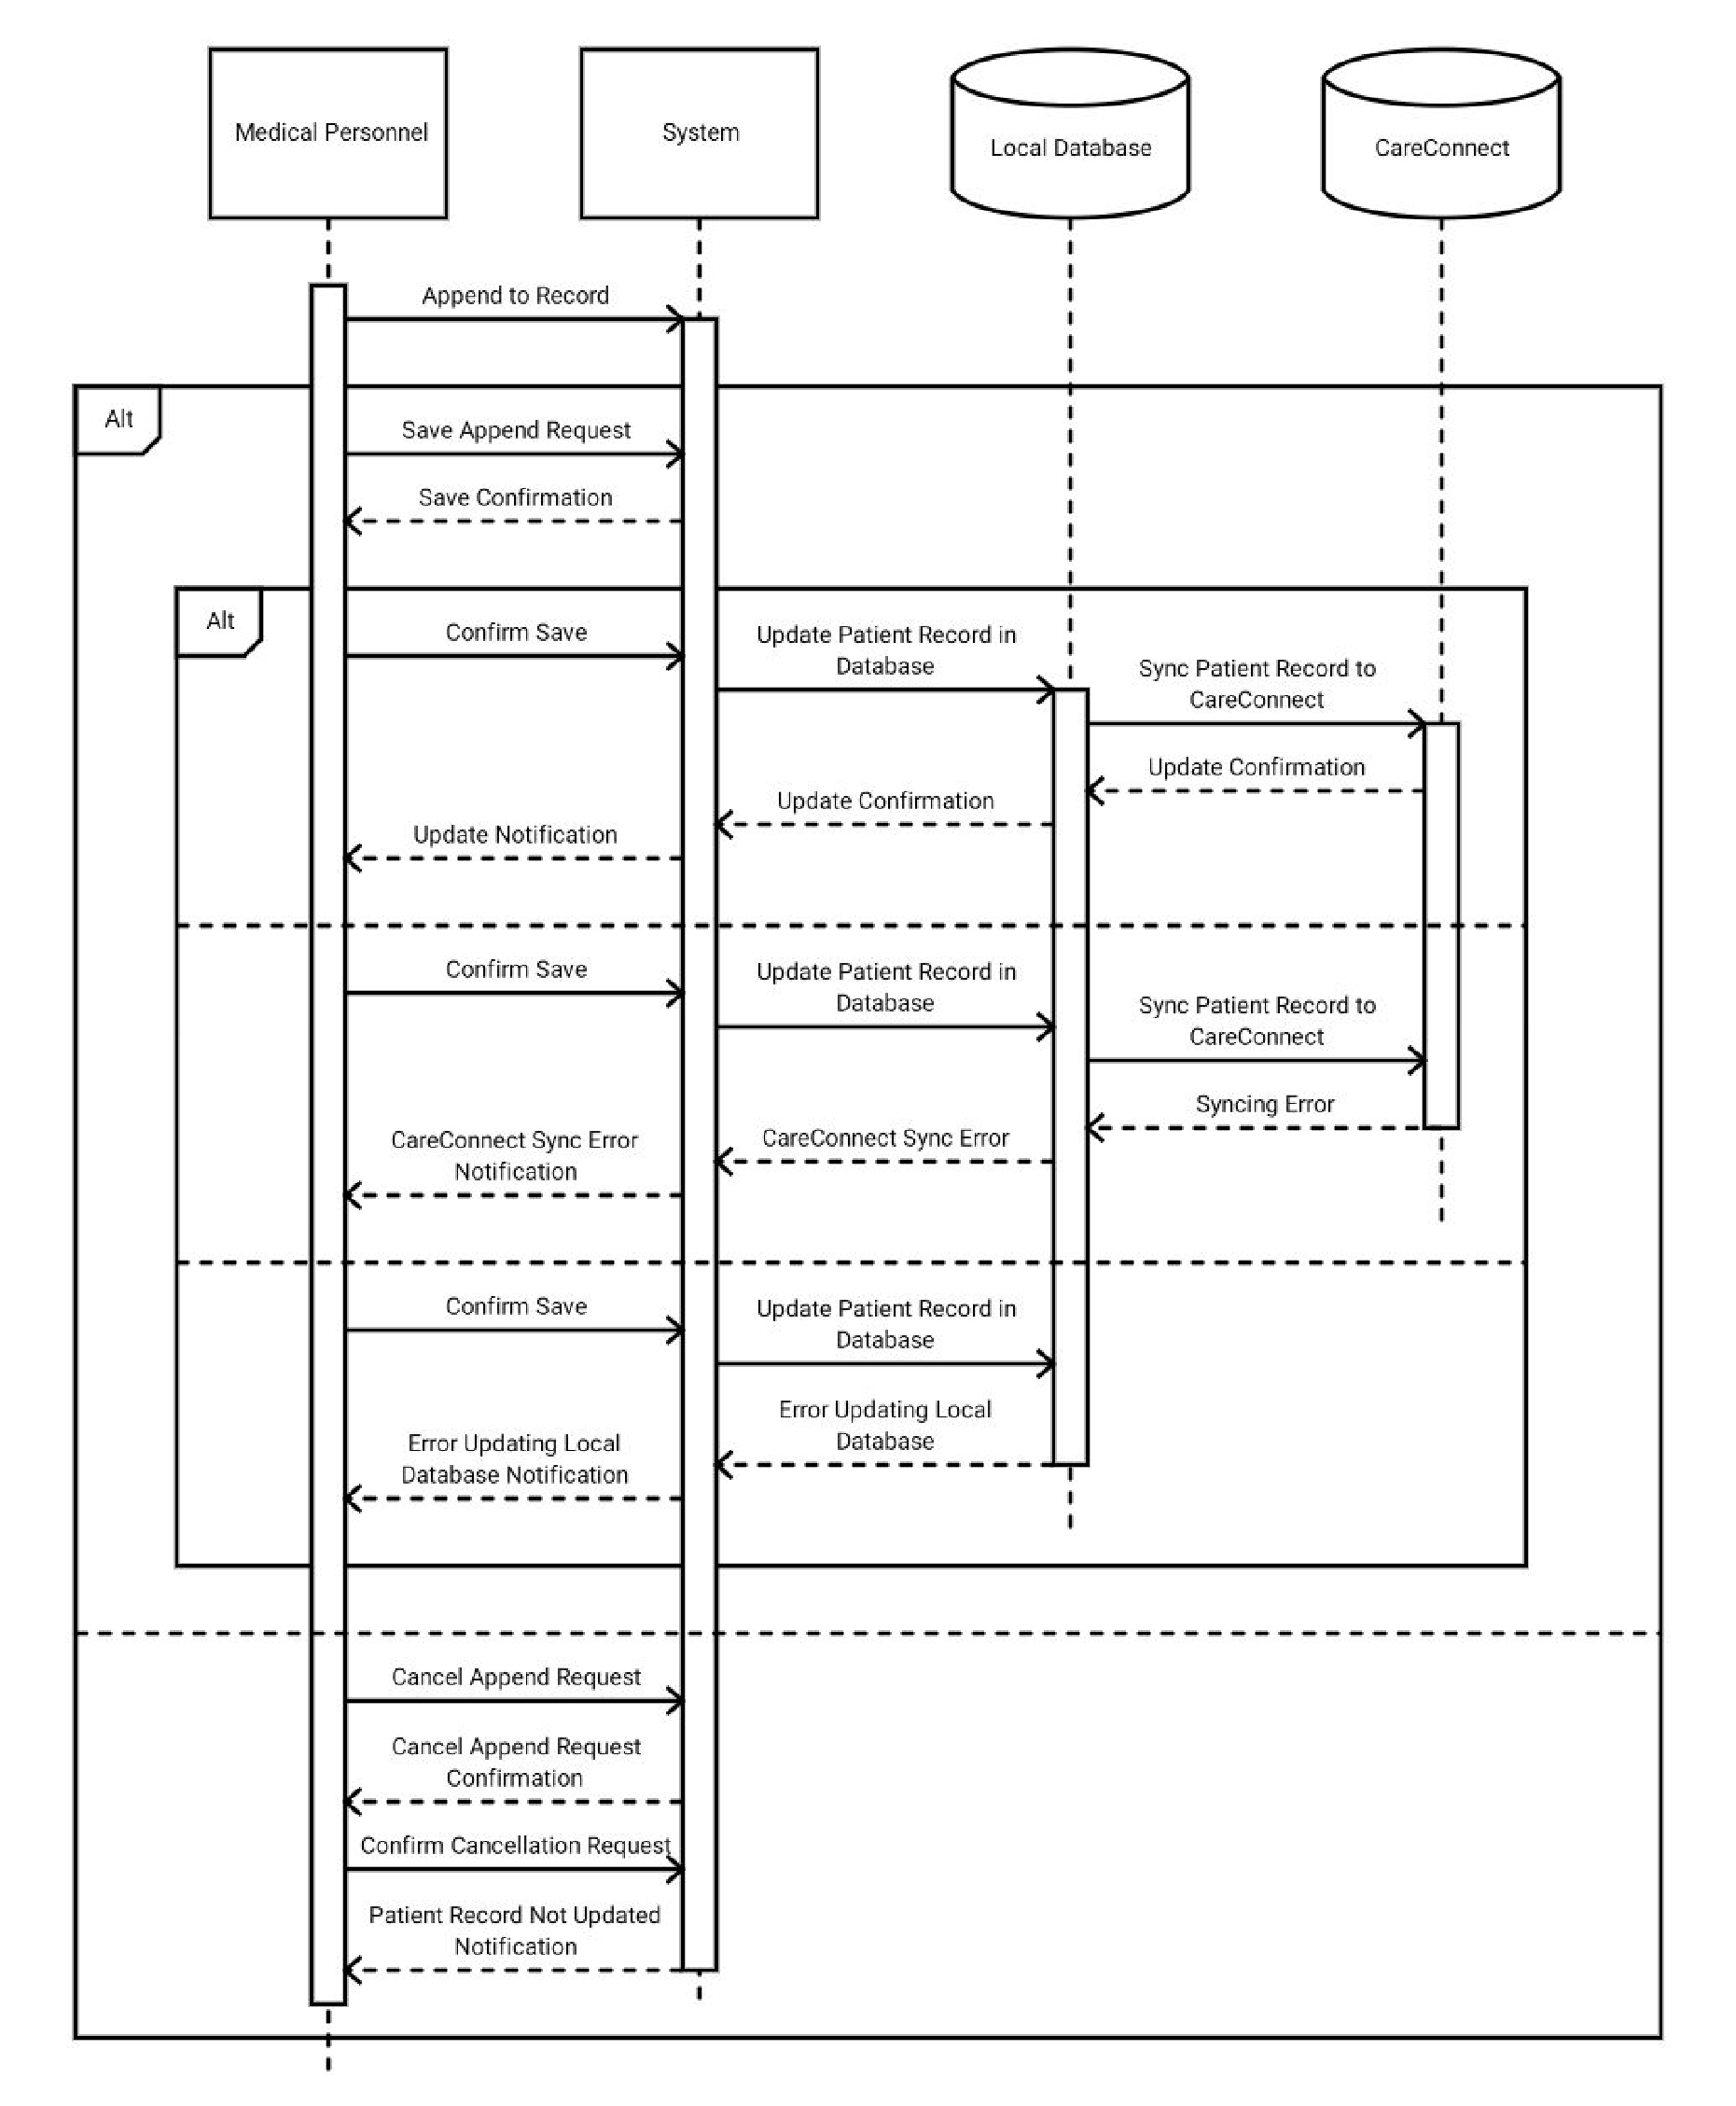 Medical Personnel
System
Local Database
CareConnect
Append to Record
Alt
Save Append Request
Save Confirmation
Alt
Confirm Save
Update Patient Record in
Database
Sync Patient Record to
CareConnect
Update Confirmation
Update Confirmation
Update Notification
Confirm Save
Update Patient Record in
Database
Sync Patient Record to
CareConnect
Syncing Error
CareConnect Sync Error
CareConnect Sync Error
Notification
Confirm Save
Update Patient Record in
Database
Error Updating Local
Database
Error Updating Local
Database Notification
Cancel Append Request
Cancel Append Request
Confirmation
Confirm Cancellation Request
Patient Record Not Updated
Notification